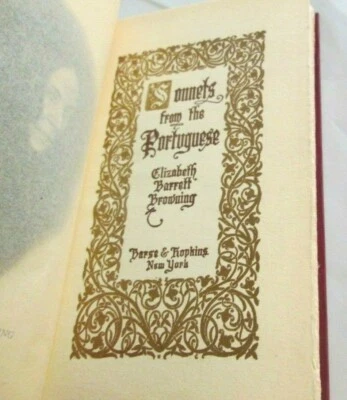 Sonnets
from the
Portuguese
Elizabeth
Barrett
Browning
Barse & Hopkins
New York